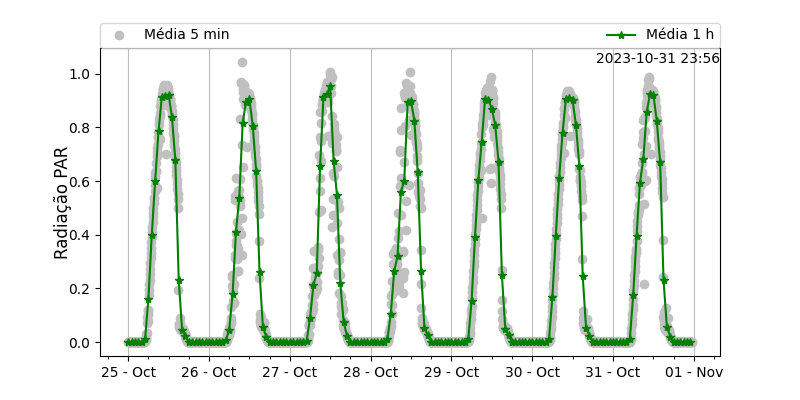 Média 5 min
Média 1 h
2023-10-31 23:56
Radiação PAR
1.0
0.8
0.6
0.4
0.2
0.0
25 - Oct
26 - Oct
27 - Oct
28 - Oct
29 - Oct
30 - Oct
31 - Oct
01 - Nov